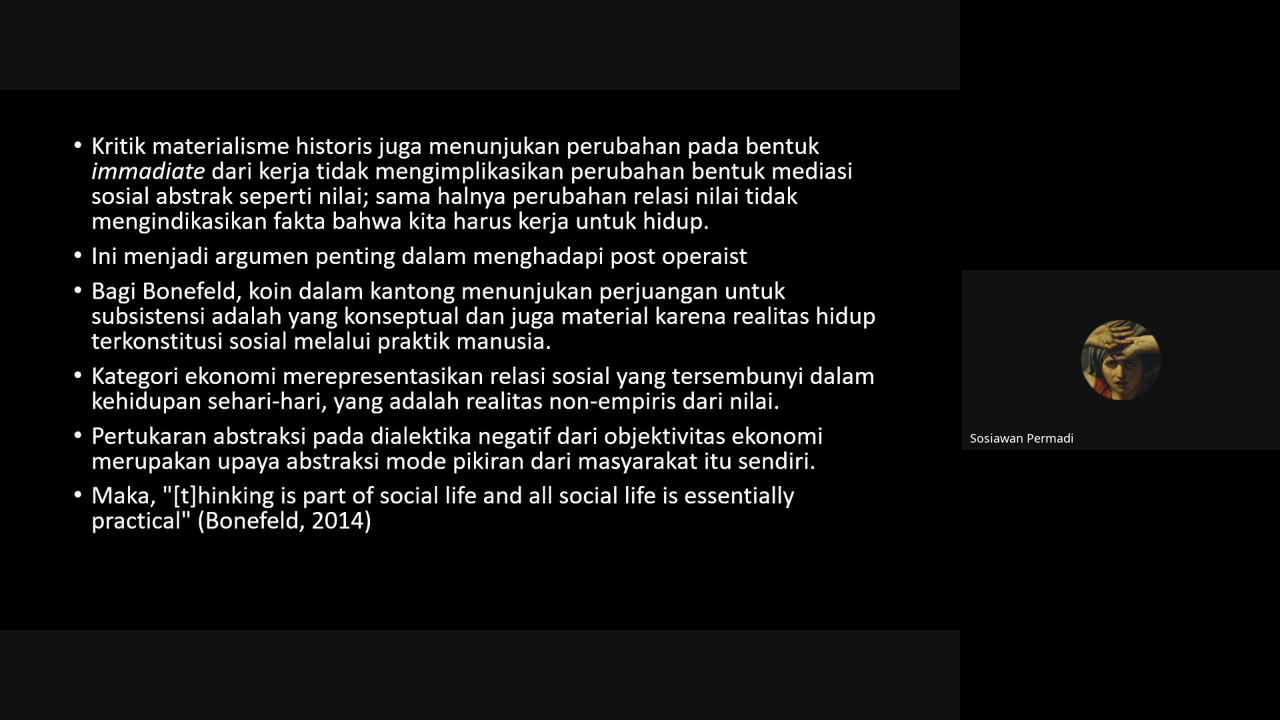 • Kritik materialisme historis juga menunjukan perubahan pada bentuk
immadiate dari kerja tidak mengimplikasikan perubahan bentuk mediasi
sosial abstrak seperti nilai; sama halnya perubahan relasi nilai tidak
mengindikasikan fakta bahwa kita harus kerja untuk hidup.
• Ini menjadi argumen penting dalam menghadapi post operaist
• Bagi Bonefeld, koin dalam kantong menunjukan perjuangan untuk
subsistensi adalah yang konseptual dan juga material karena realitas hidup
terkonstitusi sosial melalui praktik manusia.
• Kategori ekonomi merepresentasikan relasi sosial yang tersembunyi dalam
kehidupan sehari-hari, yang adalah realitas non-empiris dari nilai.
• Pertukaran abstraksi pada dialektika negatif dari objektivitas ekonomi
merupakan upaya abstraksi mode pikiran dari masyarakat itu sendiri.
• Maka, "[t]hinking is part of social life and all social life is essentially
practical" (Bonefeld, 2014)
Sosiawan Permadi